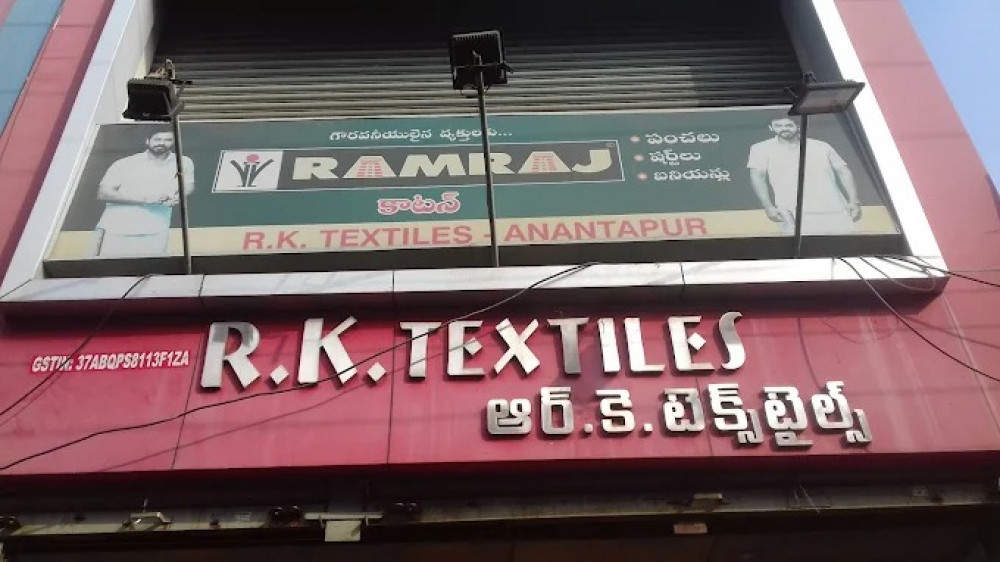 గౌరవనీయులైన వ్యక్తులకు...
RAMRAJ
కాటన్
• పంచలు
• షర్ట్‌లు
• బనియన్లు
R.K. TEXTILES - ANANTAPUR
R.K. TEXTILES
GSTIN: 37ABQPS8113F1ZA
ఆర్.కె.టెక్స్‌టైల్స్